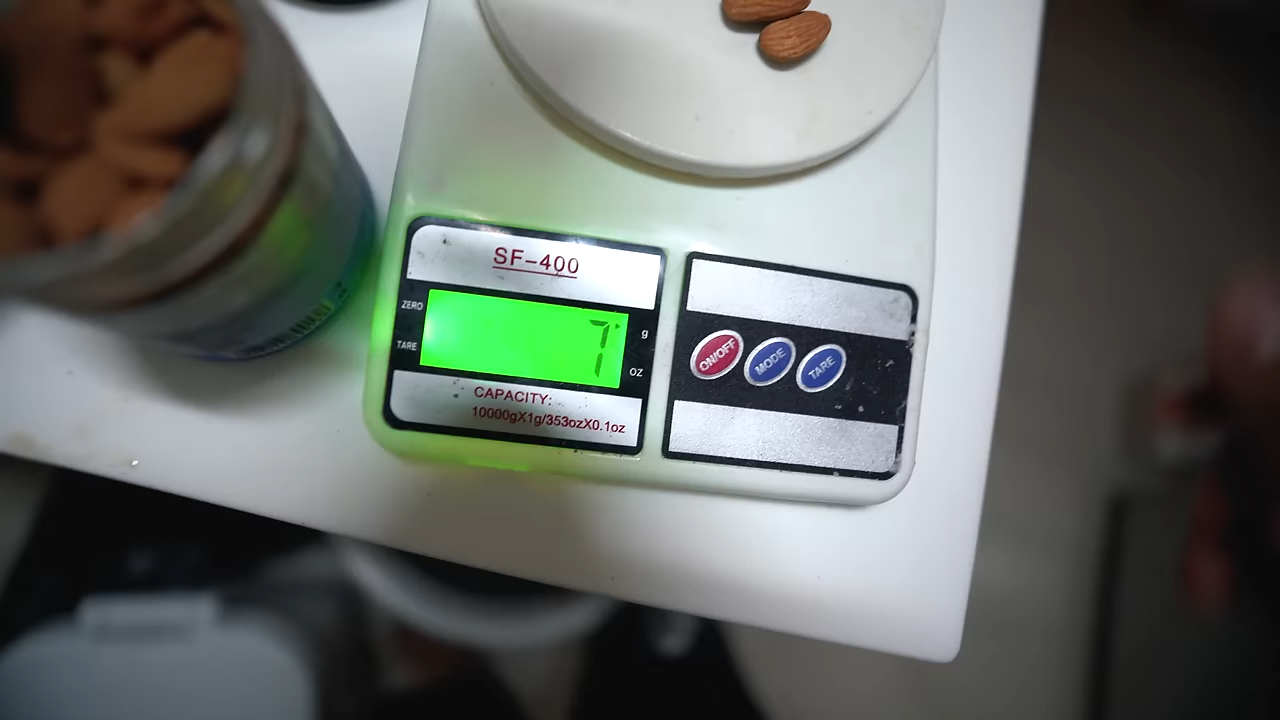 SF-400
ZERO
TARE
7
g
oz
CAPACITY:
10000gX1g/353ozX0.1oz
ON/OFF
MODE
TARE